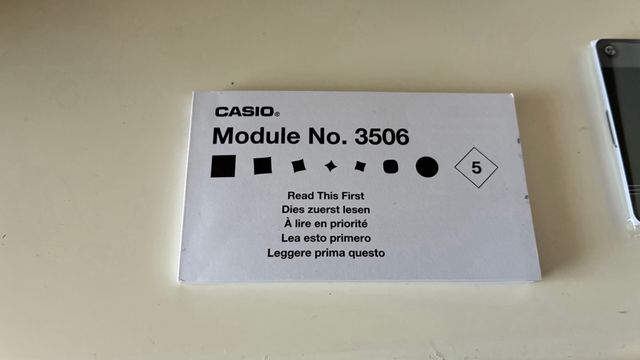 CASIO®
Module No. 3506
5
Read This First
Dies zuerst lesen
À lire en priorité
Lea esto primero
Leggere prima questo